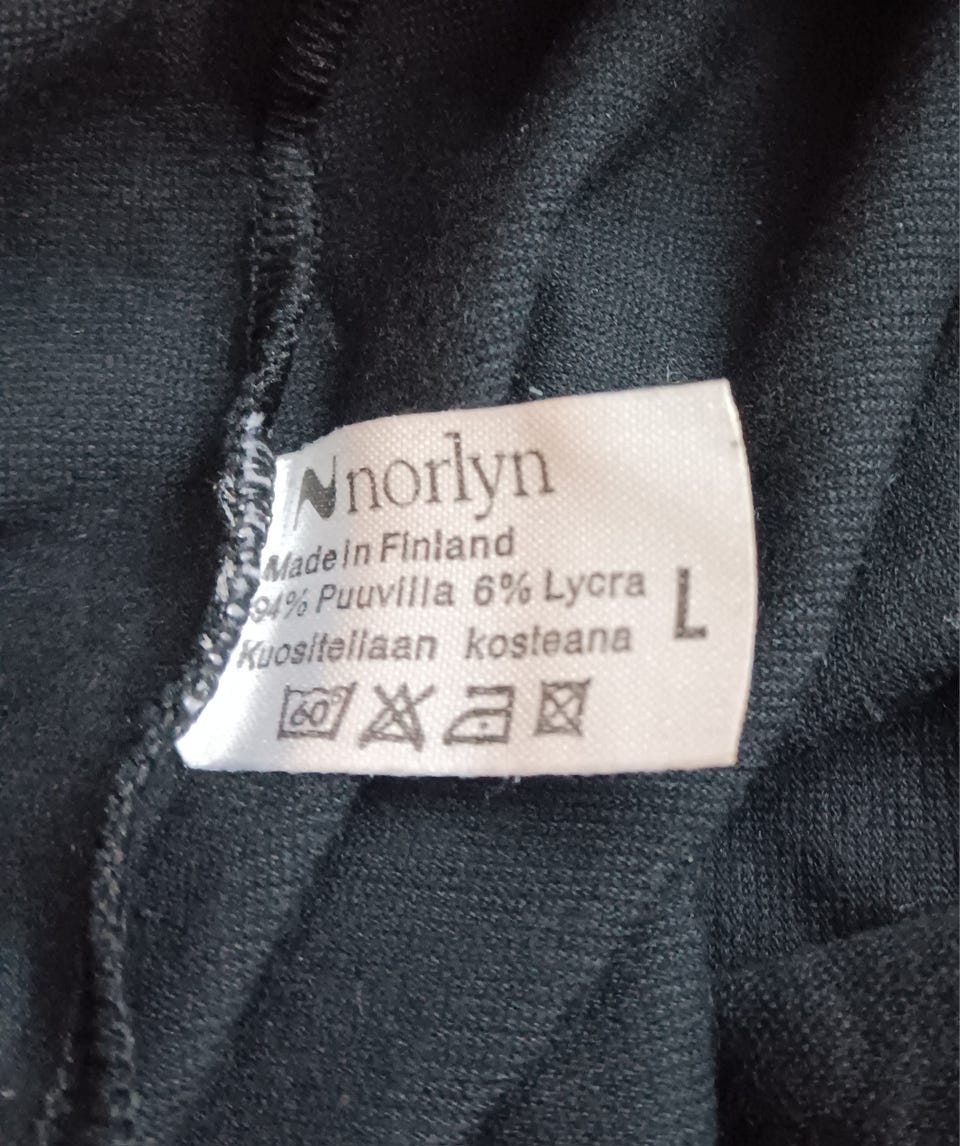 norlyn
Made in Finland
94% Puuvilla 6% Lycra
L
Kuositellaan kosteana
60°